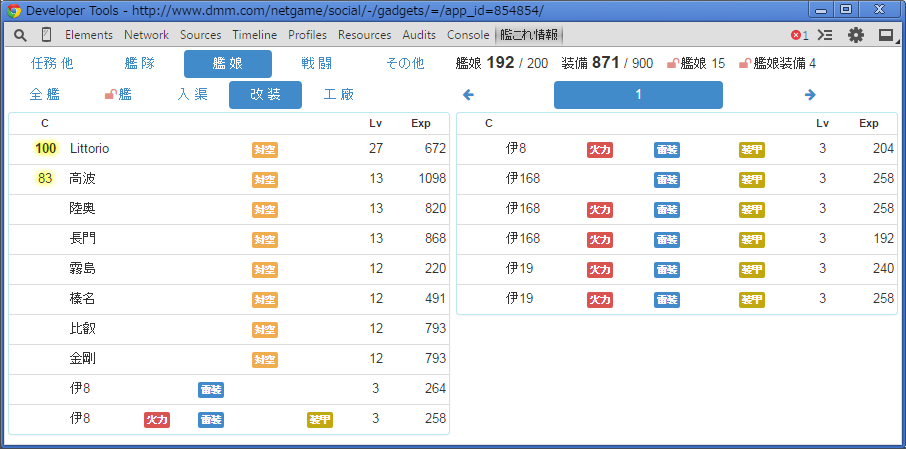 Developer Tools - http://www.dmm.com/netgame/social/-/gadgets/=/app_id=854854/
Elements Network Sources Timeline Profiles Resources Audits Console 艦これ情報 1
任務 他 艦 隊 艦 娘 戦 闘 その他 艦娘 192 / 200 装備 871 / 900 艦娘 15 艦娘装備 4
全 艦 艦 入 渠 改 装 工 廠 1
C Lv Exp
100 Littorio 対空 27 672
83 高波 対空 13 1098
陸奥 対空 13 820
長門 対空 13 868
霧島 対空 12 220
榛名 対空 12 491
比叡 対空 12 793
金剛 対空 12 793
伊8 雷装 3 264
伊8 火力 雷装 装甲 3 258
C Lv Exp
伊8 火力 雷装 装甲 3 204
伊168 雷装 装甲 3 258
伊168 火力 雷装 装甲 3 258
伊168 火力 雷装 装甲 3 192
伊19 火力 雷装 装甲 3 240
伊19 火力 雷装 装甲 3 258